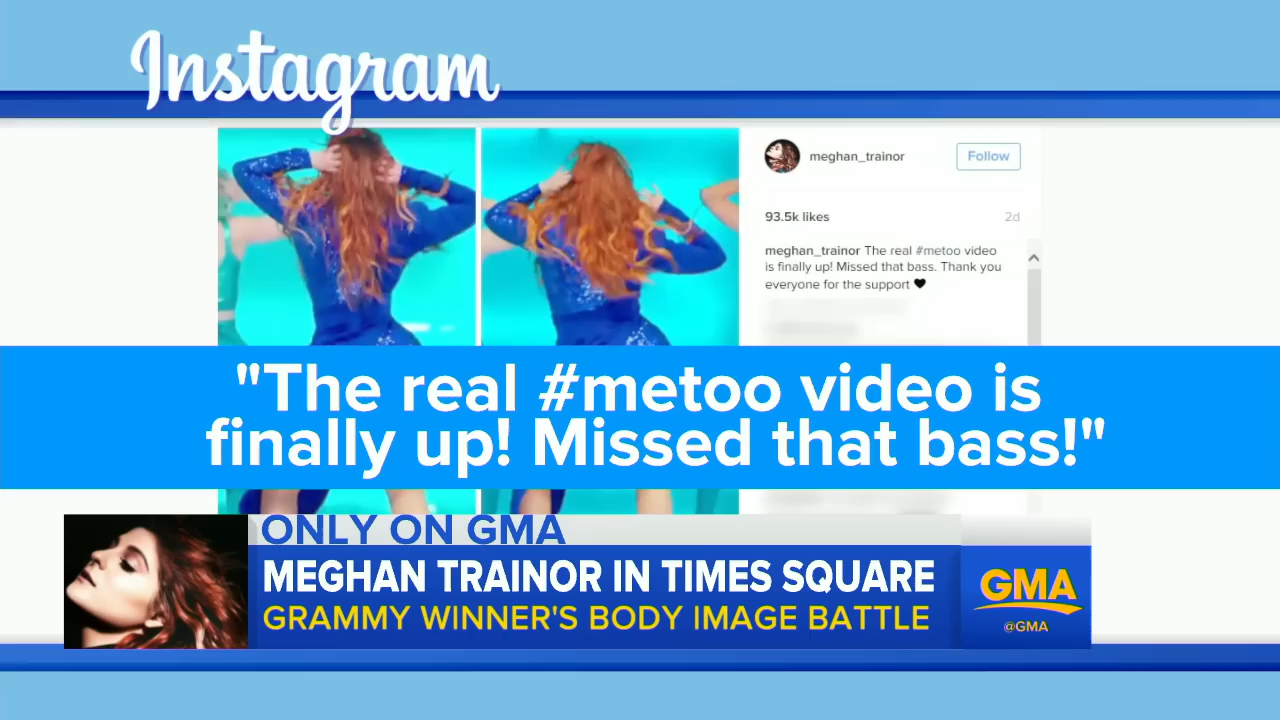 Instagram
meghan_trainor
Follow
93.5k likes
2d
meghan_trainor The real #metoo video
is finally up! Missed that bass. Thank you
everyone for the support 🖤
"The real #metoo video is
finally up! Missed that bass!"
ONLY ON GMA
MEGHAN TRAINOR IN TIMES SQUARE
GRAMMY WINNER'S BODY IMAGE BATTLE
GMA
@GMA